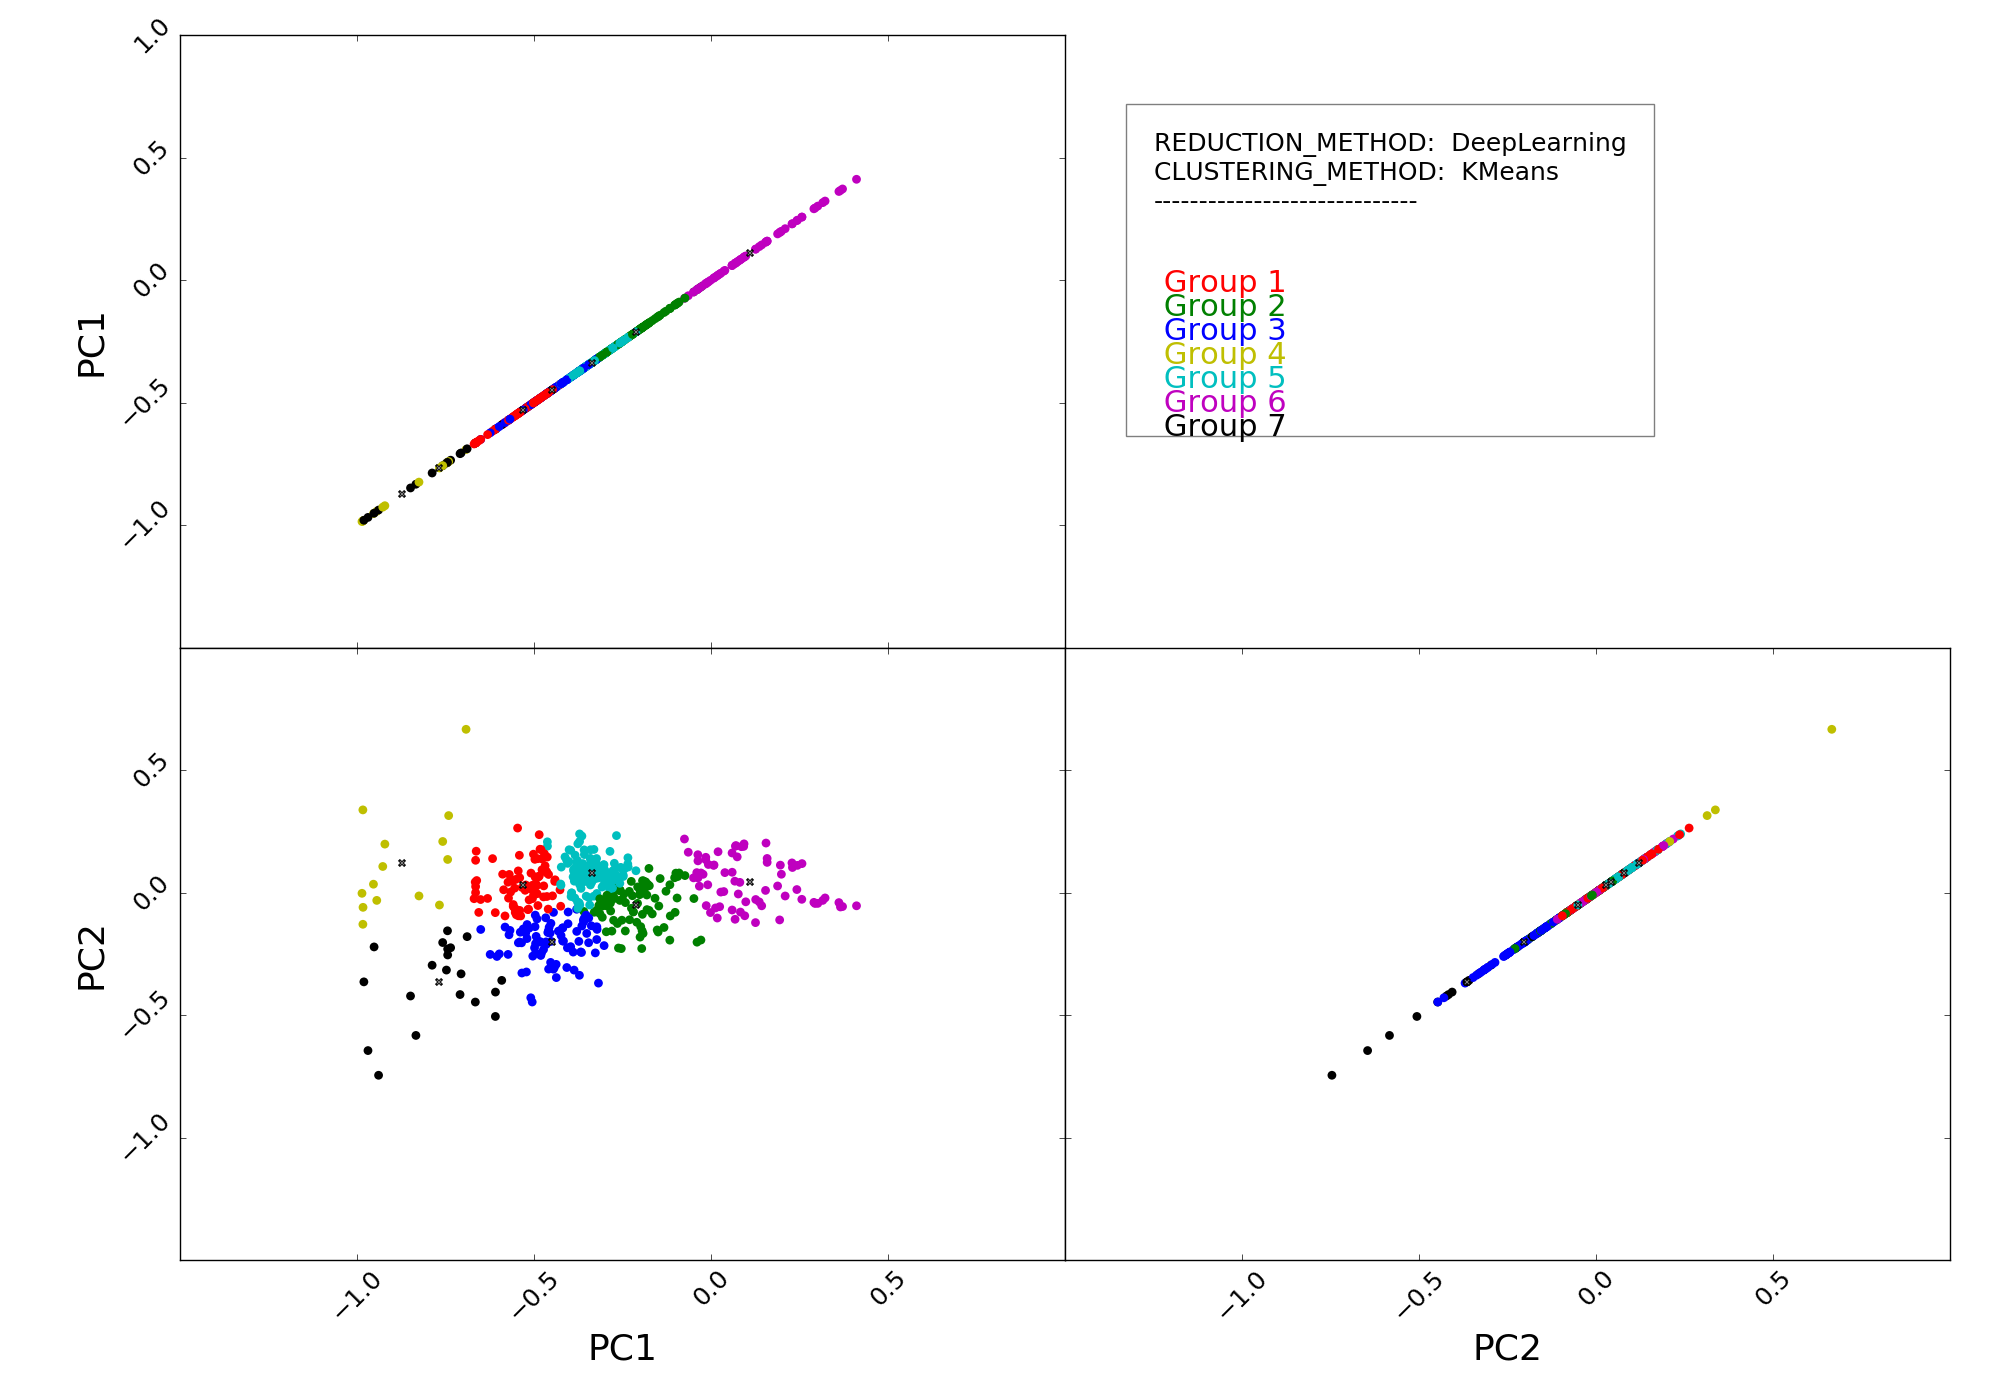 1.0
0.5
0.0
−0.5
−1.0
PC1
REDUCTION_METHOD:  DeepLearning
CLUSTERING_METHOD:  KMeans
-----------------------------
Group 1
Group 2
Group 3
Group 4
Group 5
Group 6
Group 7
0.5
0.0
−0.5
−1.0
PC2
−1.0 −0.5 0.0 0.5
−1.0 −0.5 0.0 0.5
PC1
PC2